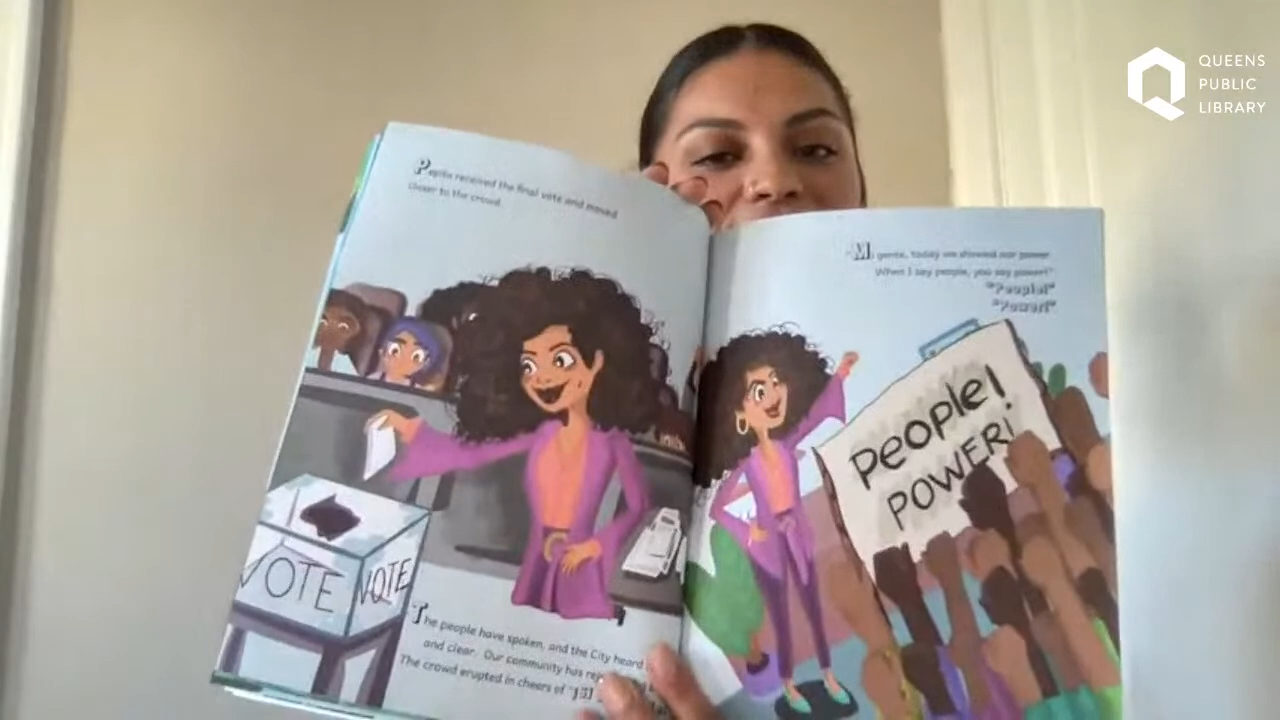 QUEENS
PUBLIC
LIBRARY
Pepita received the final vote and moved
closer to the crowd.
VOTE
VOTE
The people have spoken, and the City heard
and clear. Our community has
The crowd erupted in cheers of
"Mi gente, today we showed our power.
When I say people, you say power!"
"People!"
"Power!"
PEOPLE!
POWER!